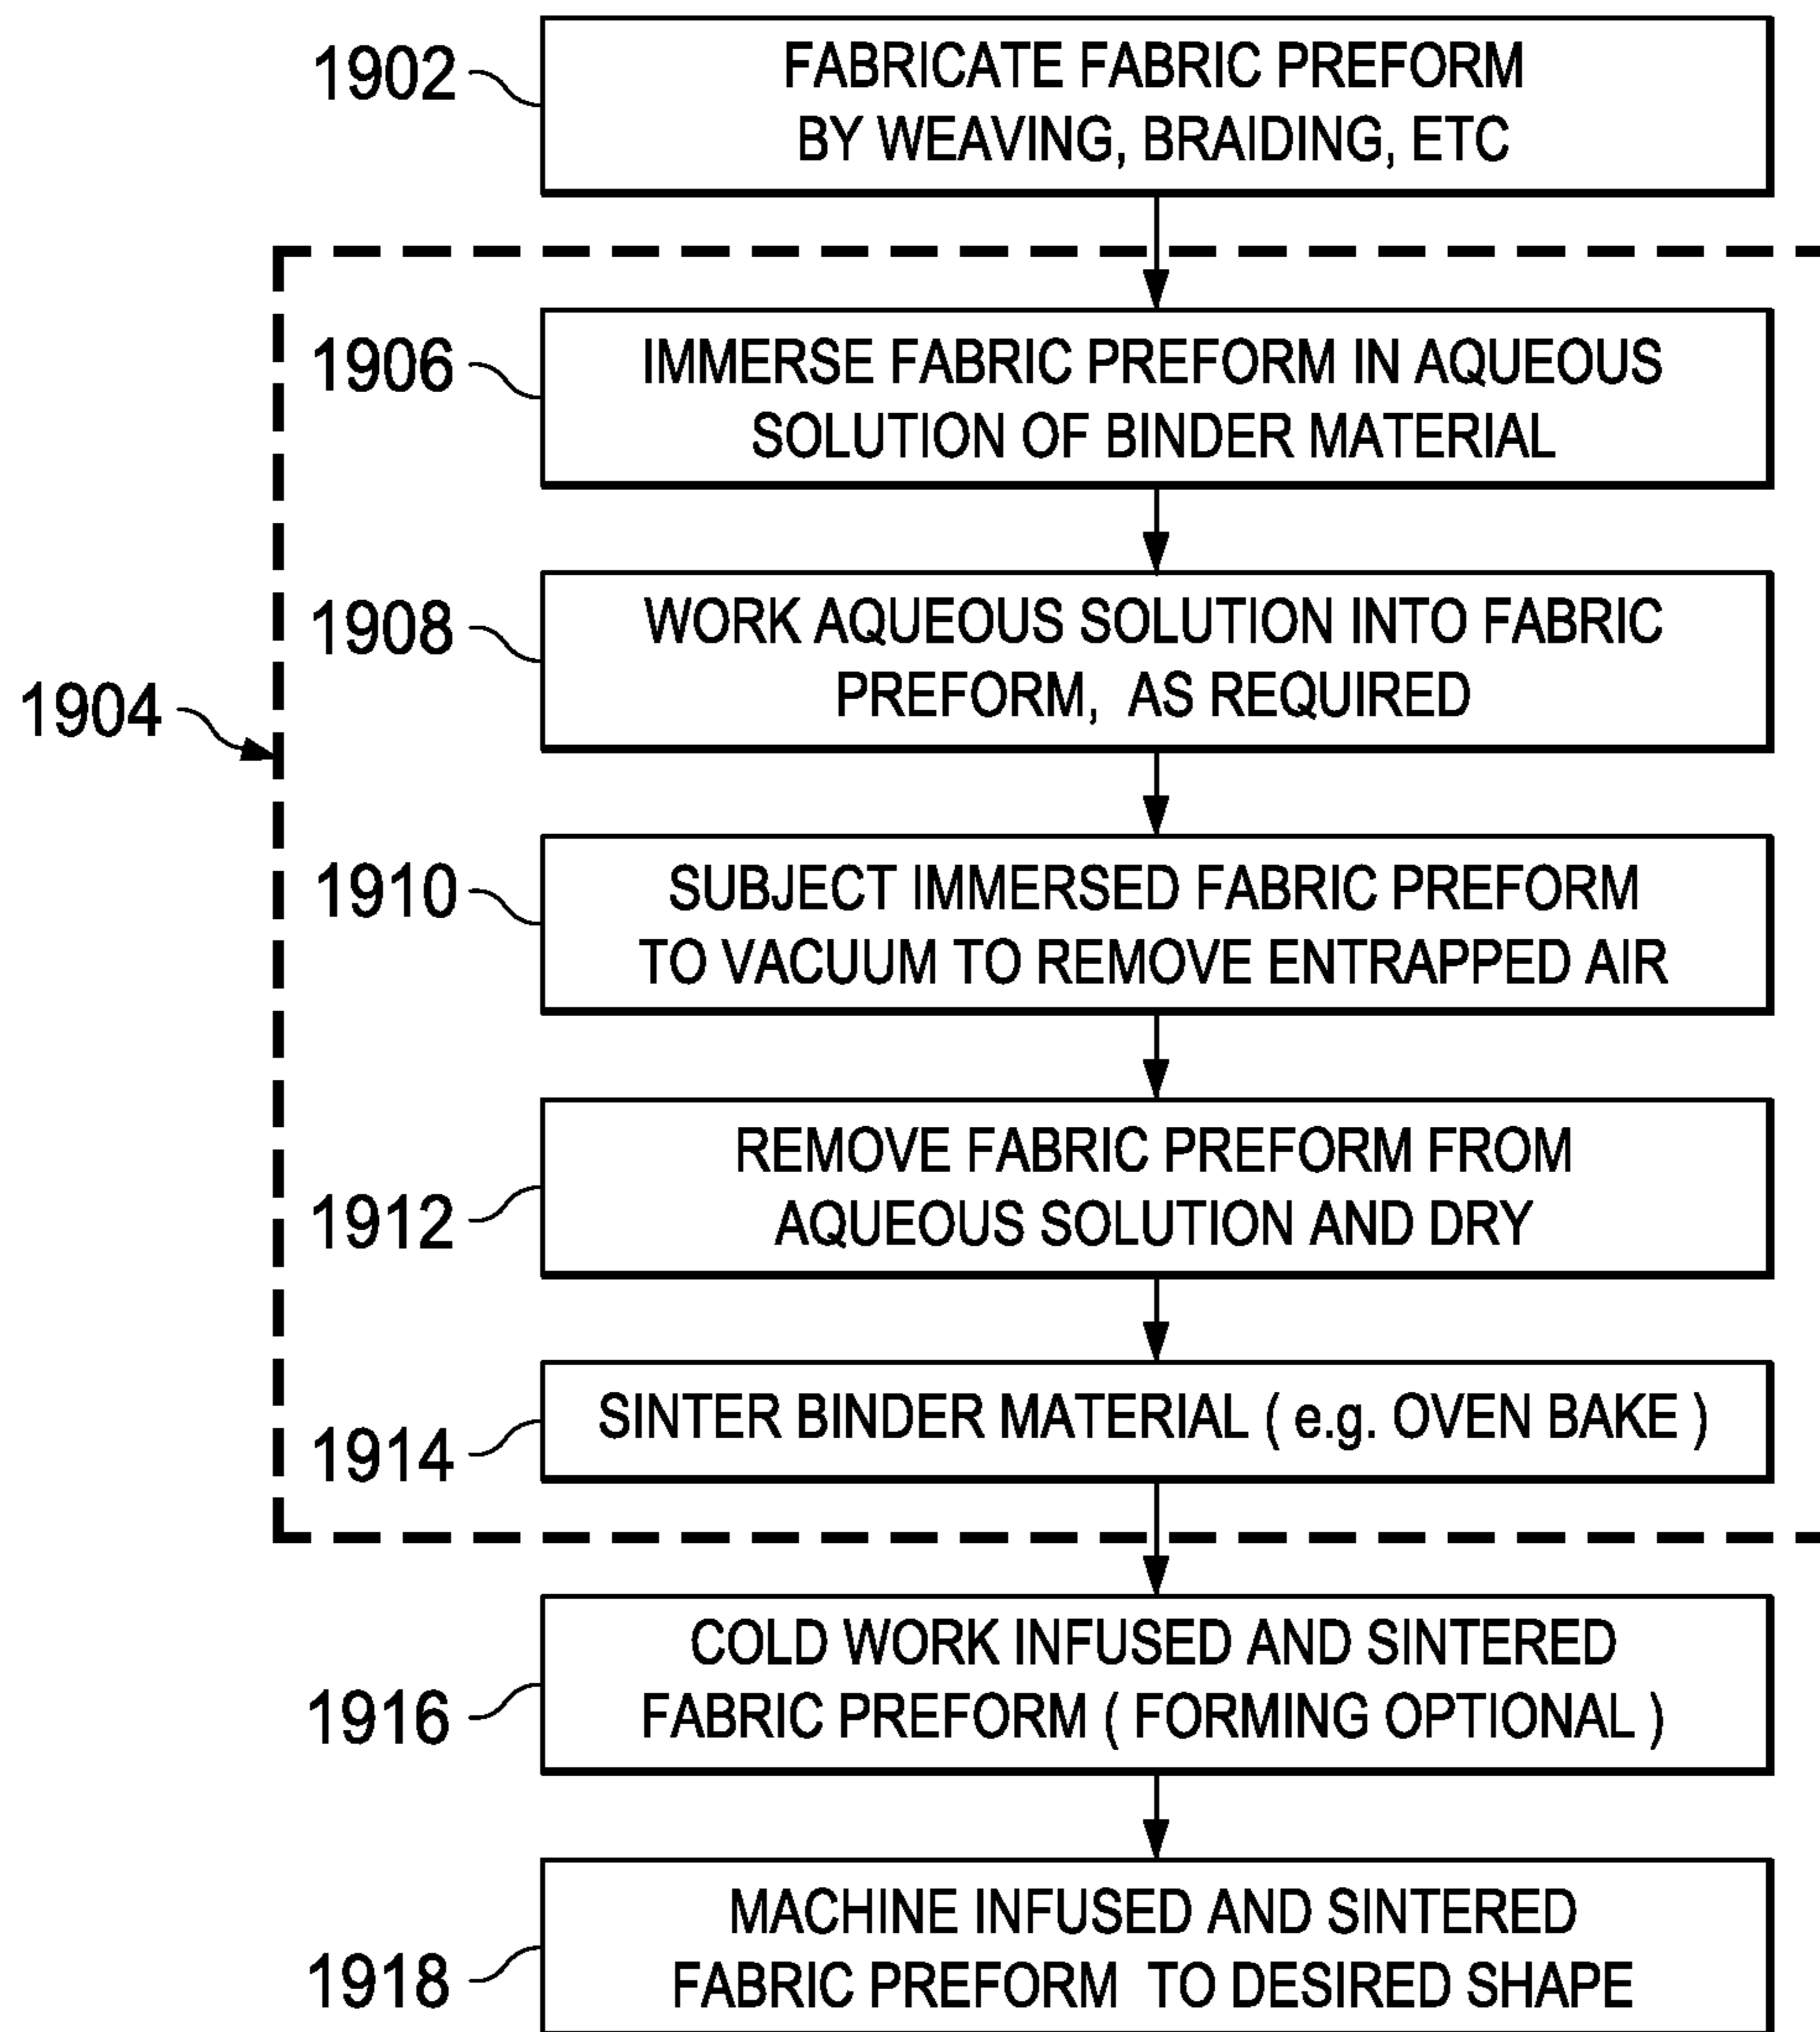 1902
FABRICATE FABRIC PREFORM
BY WEAVING, BRAIDING, ETC
1904
1906
IMMERSE FABRIC PREFORM IN AQUEOUS
SOLUTION OF BINDER MATERIAL
1908
WORK AQUEOUS SOLUTION INTO FABRIC
PREFORM, AS REQUIRED
1910
SUBJECT IMMERSED FABRIC PREFORM
TO VACUUM TO REMOVE ENTRAPPED AIR
1912
REMOVE FABRIC PREFORM FROM
AQUEOUS SOLUTION AND DRY
1914
SINTER BINDER MATERIAL ( e.g. OVEN BAKE )
1916
COLD WORK INFUSED AND SINTERED
FABRIC PREFORM ( FORMING OPTIONAL )
1918
MACHINE INFUSED AND SINTERED
FABRIC PREFORM TO DESIRED SHAPE